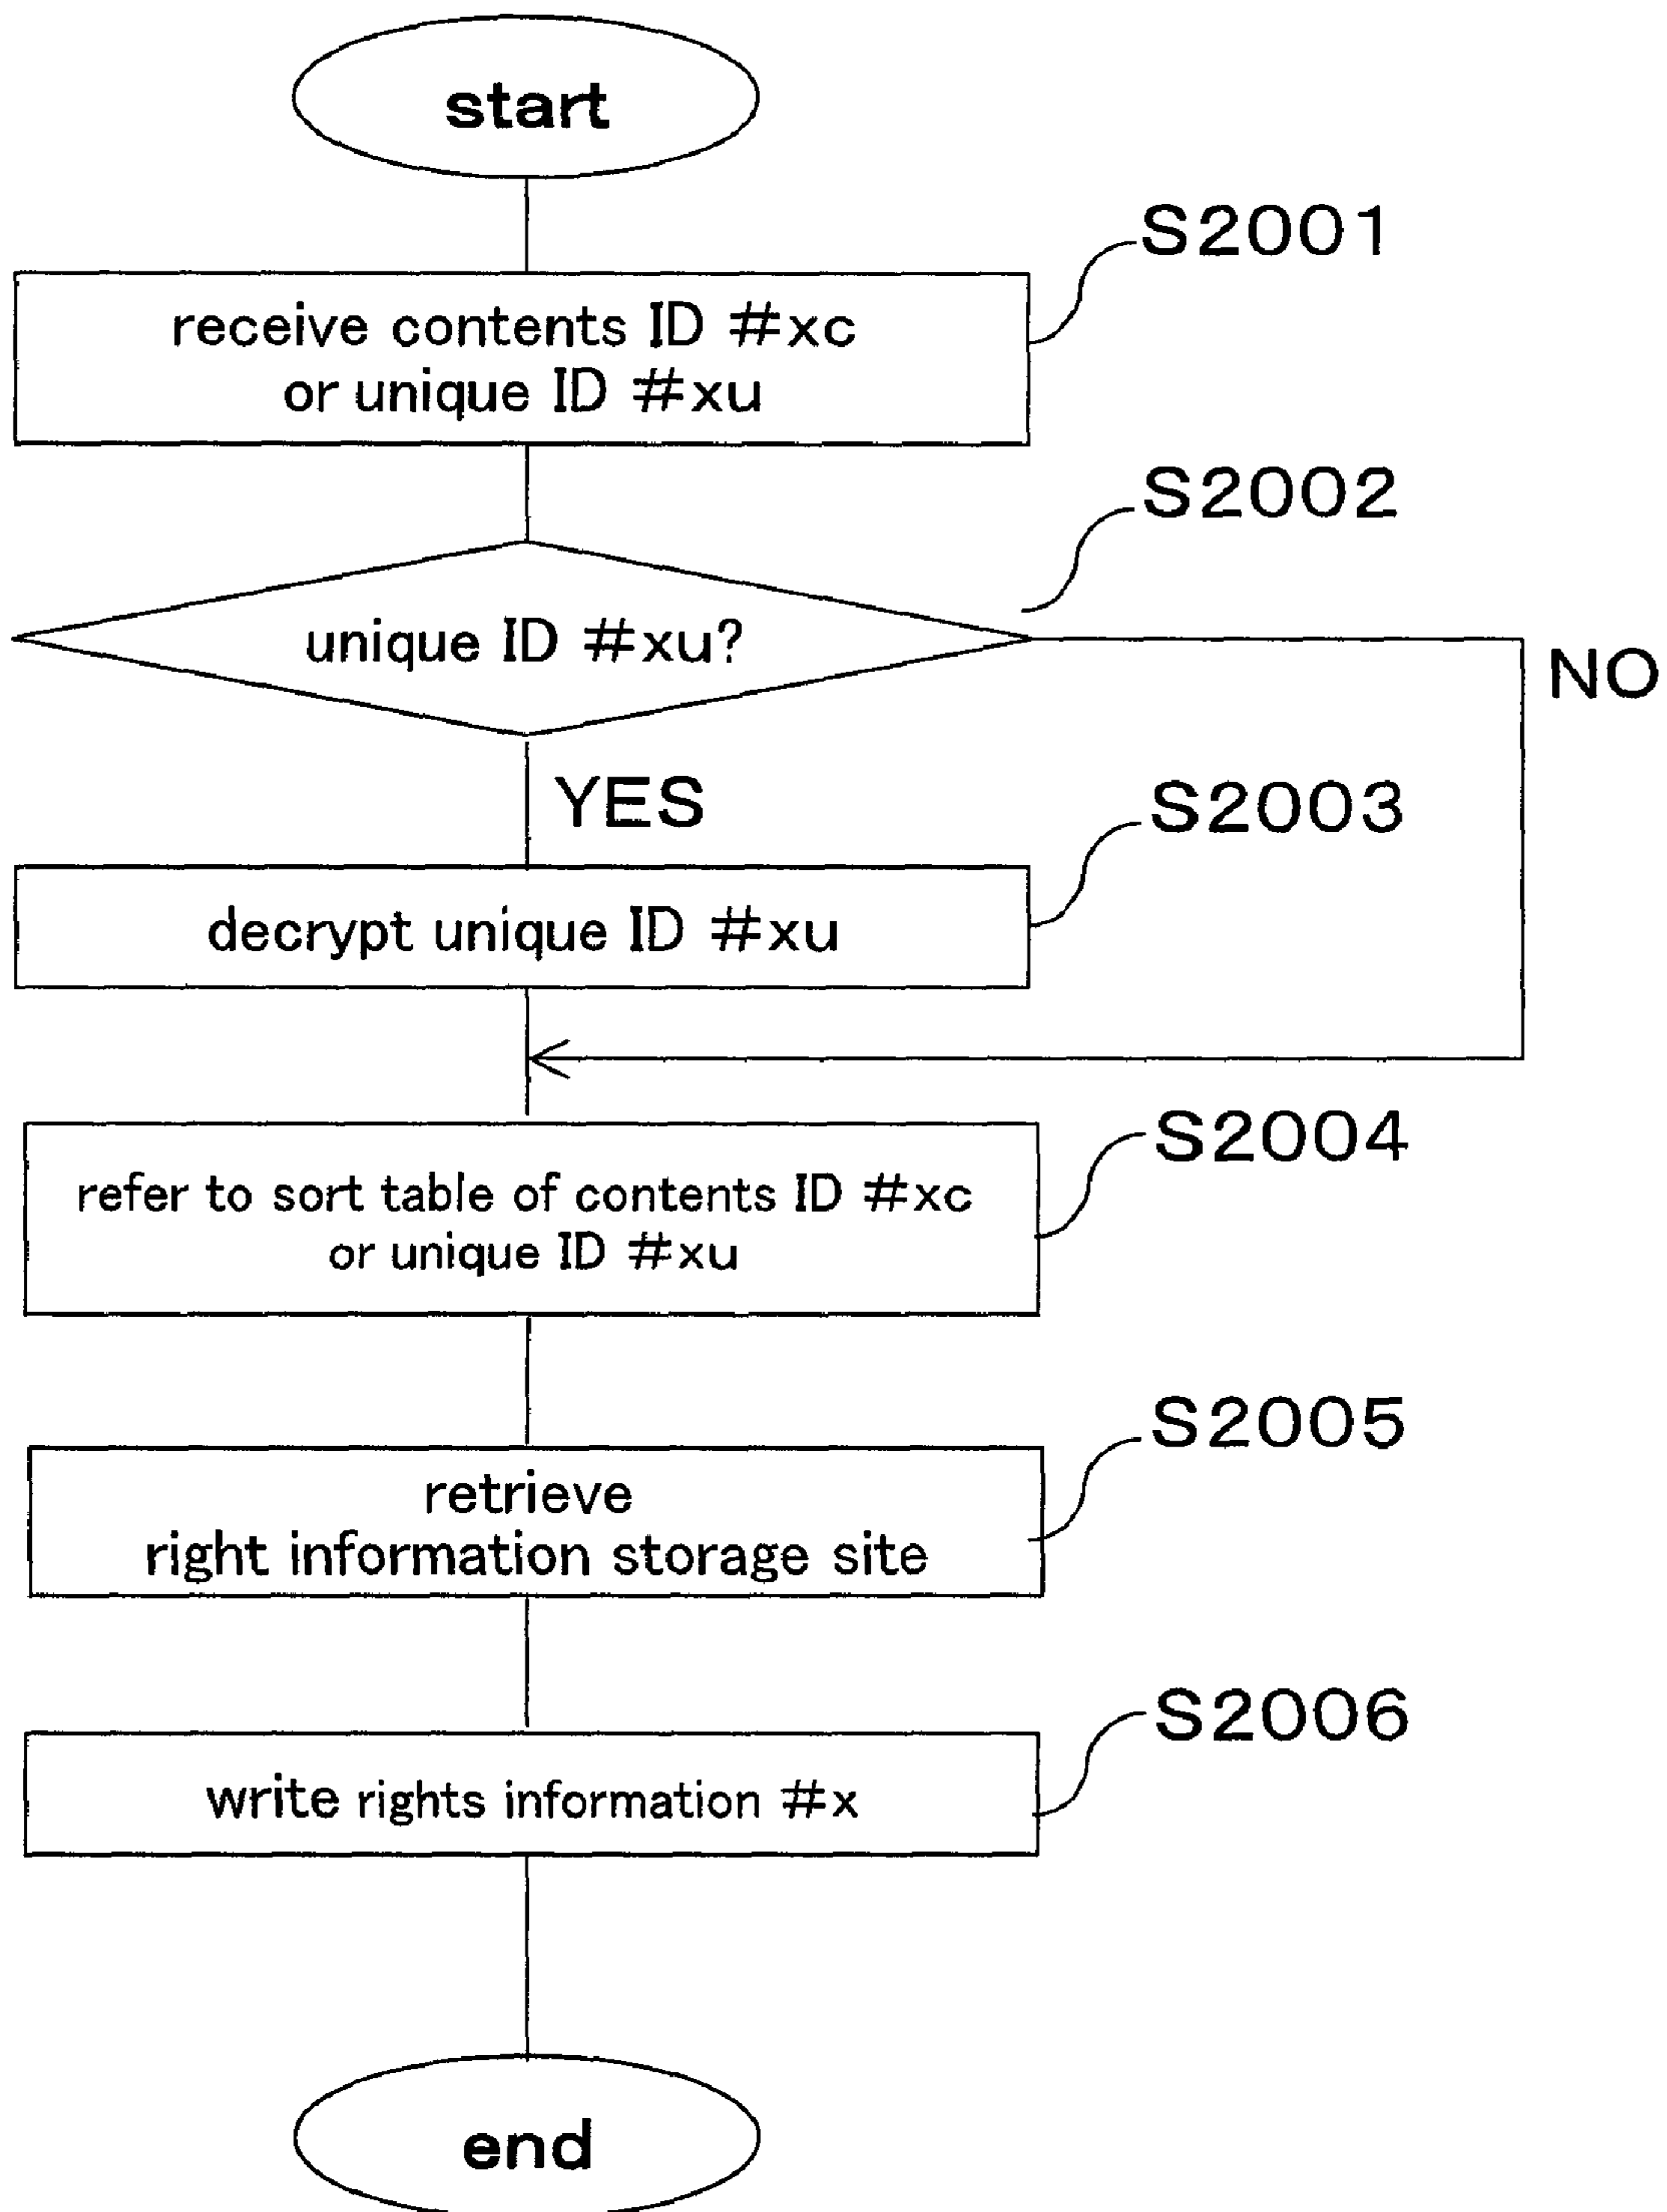 start
S2001
receive contents ID #xc
or unique ID #xu
S2002
unique ID #xu?
NO
YES
S2003
decrypt unique ID #xu
S2004
refer to sort table of contents ID #xc
or unique ID #xu
S2005
retrieve
right information storage site
S2006
write rights information #x
end